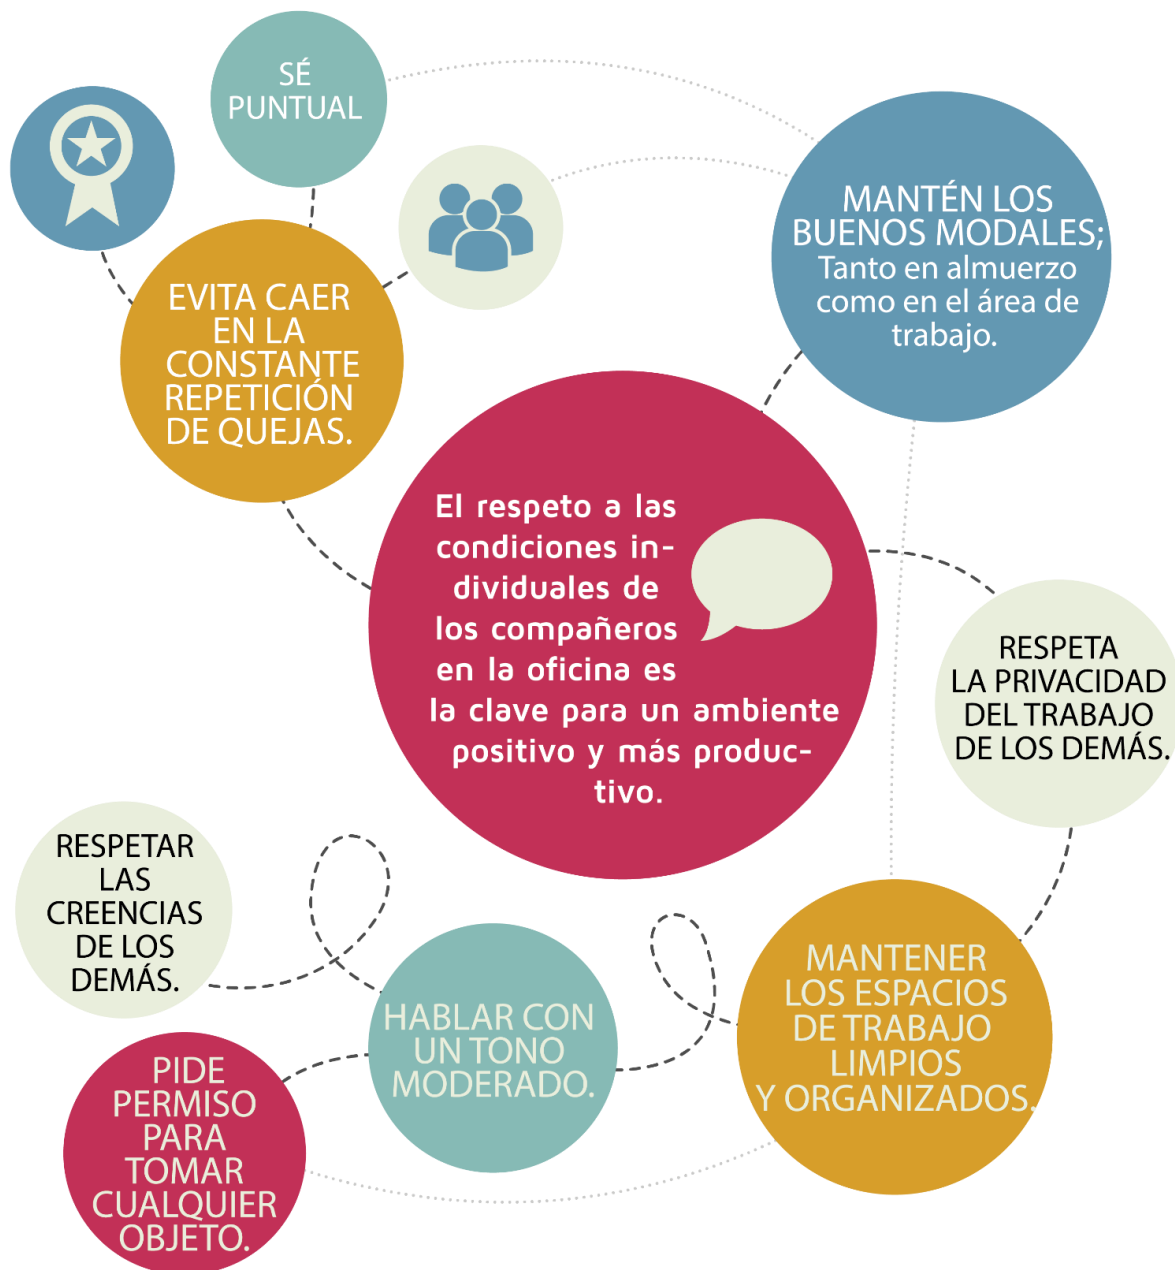 SÉ
PUNTUAL
MANTÉN LOS
BUENOS MODALES;
Tanto en almuerzo
como en el área de
trabajo.
EVITA CAER
EN LA
CONSTANTE
REPETICIÓN
DE QUEJAS.
El respeto a las
condiciones in-
dividuales de
los compañeros
en la oficina es
la clave para un ambiente
positivo y más produc-
tivo.
RESPETA
LA PRIVACIDAD
DEL TRABAJO
DE LOS DEMÁS.
RESPETAR
LAS
CREENCIAS
DE LOS
DEMÁS.
HABLAR CON
UN TONO
MODERADO.
MANTENER
LOS ESPACIOS
DE TRABAJO
LIMPIOS
Y ORGANIZADOS.
PIDE
PERMISO
PARA
TOMAR
CUALQUIER
OBJETO.